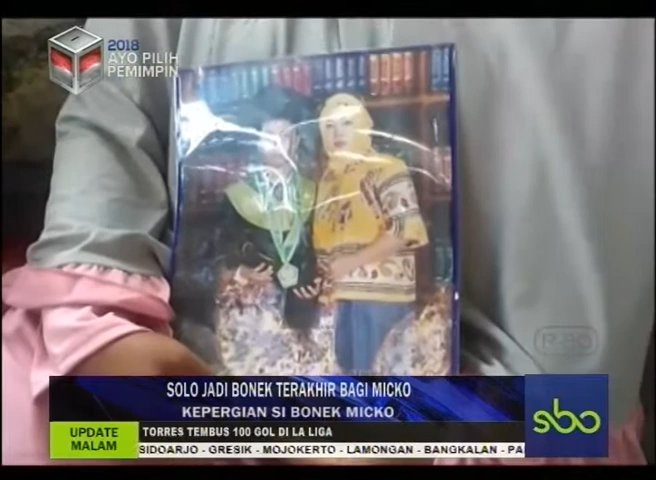 2018
AYO PILIH
PEMIMPIN
R-BO
SOLO JADI BONEK TERAKHIR BAGI MICKO
KEPERGIAN SI BONEK MICKO
sbo
UPDATE
MALAM
TORRES TEMBUS 100 GOL DI LA LIGA
SIDOARJO - GRESIK - MOJOKERTO - LAMONGAN - BANGKALAN - PA